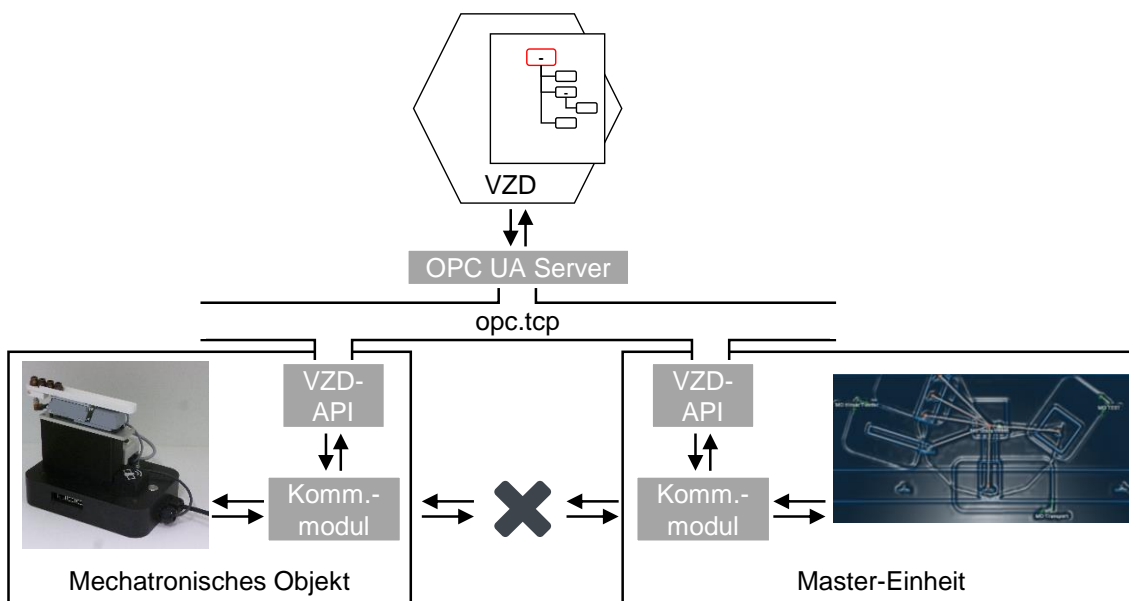 -
-
VZD
OPC UA Server
opc.tcp
VZD-
API
VZD-
API
Komm.-
modul
Komm.-
modul
Mechatronisches Objekt
Master-Einheit